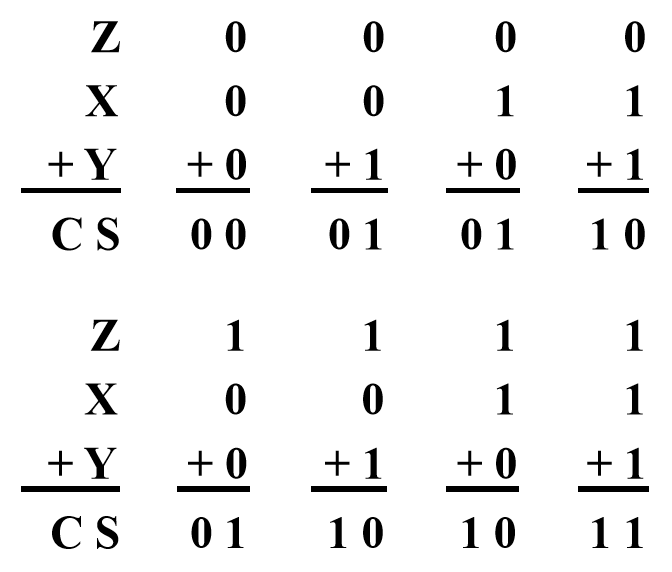 Z 0 0 0 0
X 0 0 1 1
+ Y + 0 + 1 + 0 + 1
C S 0 0 0 1 0 1 1 0
Z 1 1 1 1
X 0 0 1 1
+ Y + 0 + 1 + 0 + 1
C S 0 1 1 0 1 0 1 1